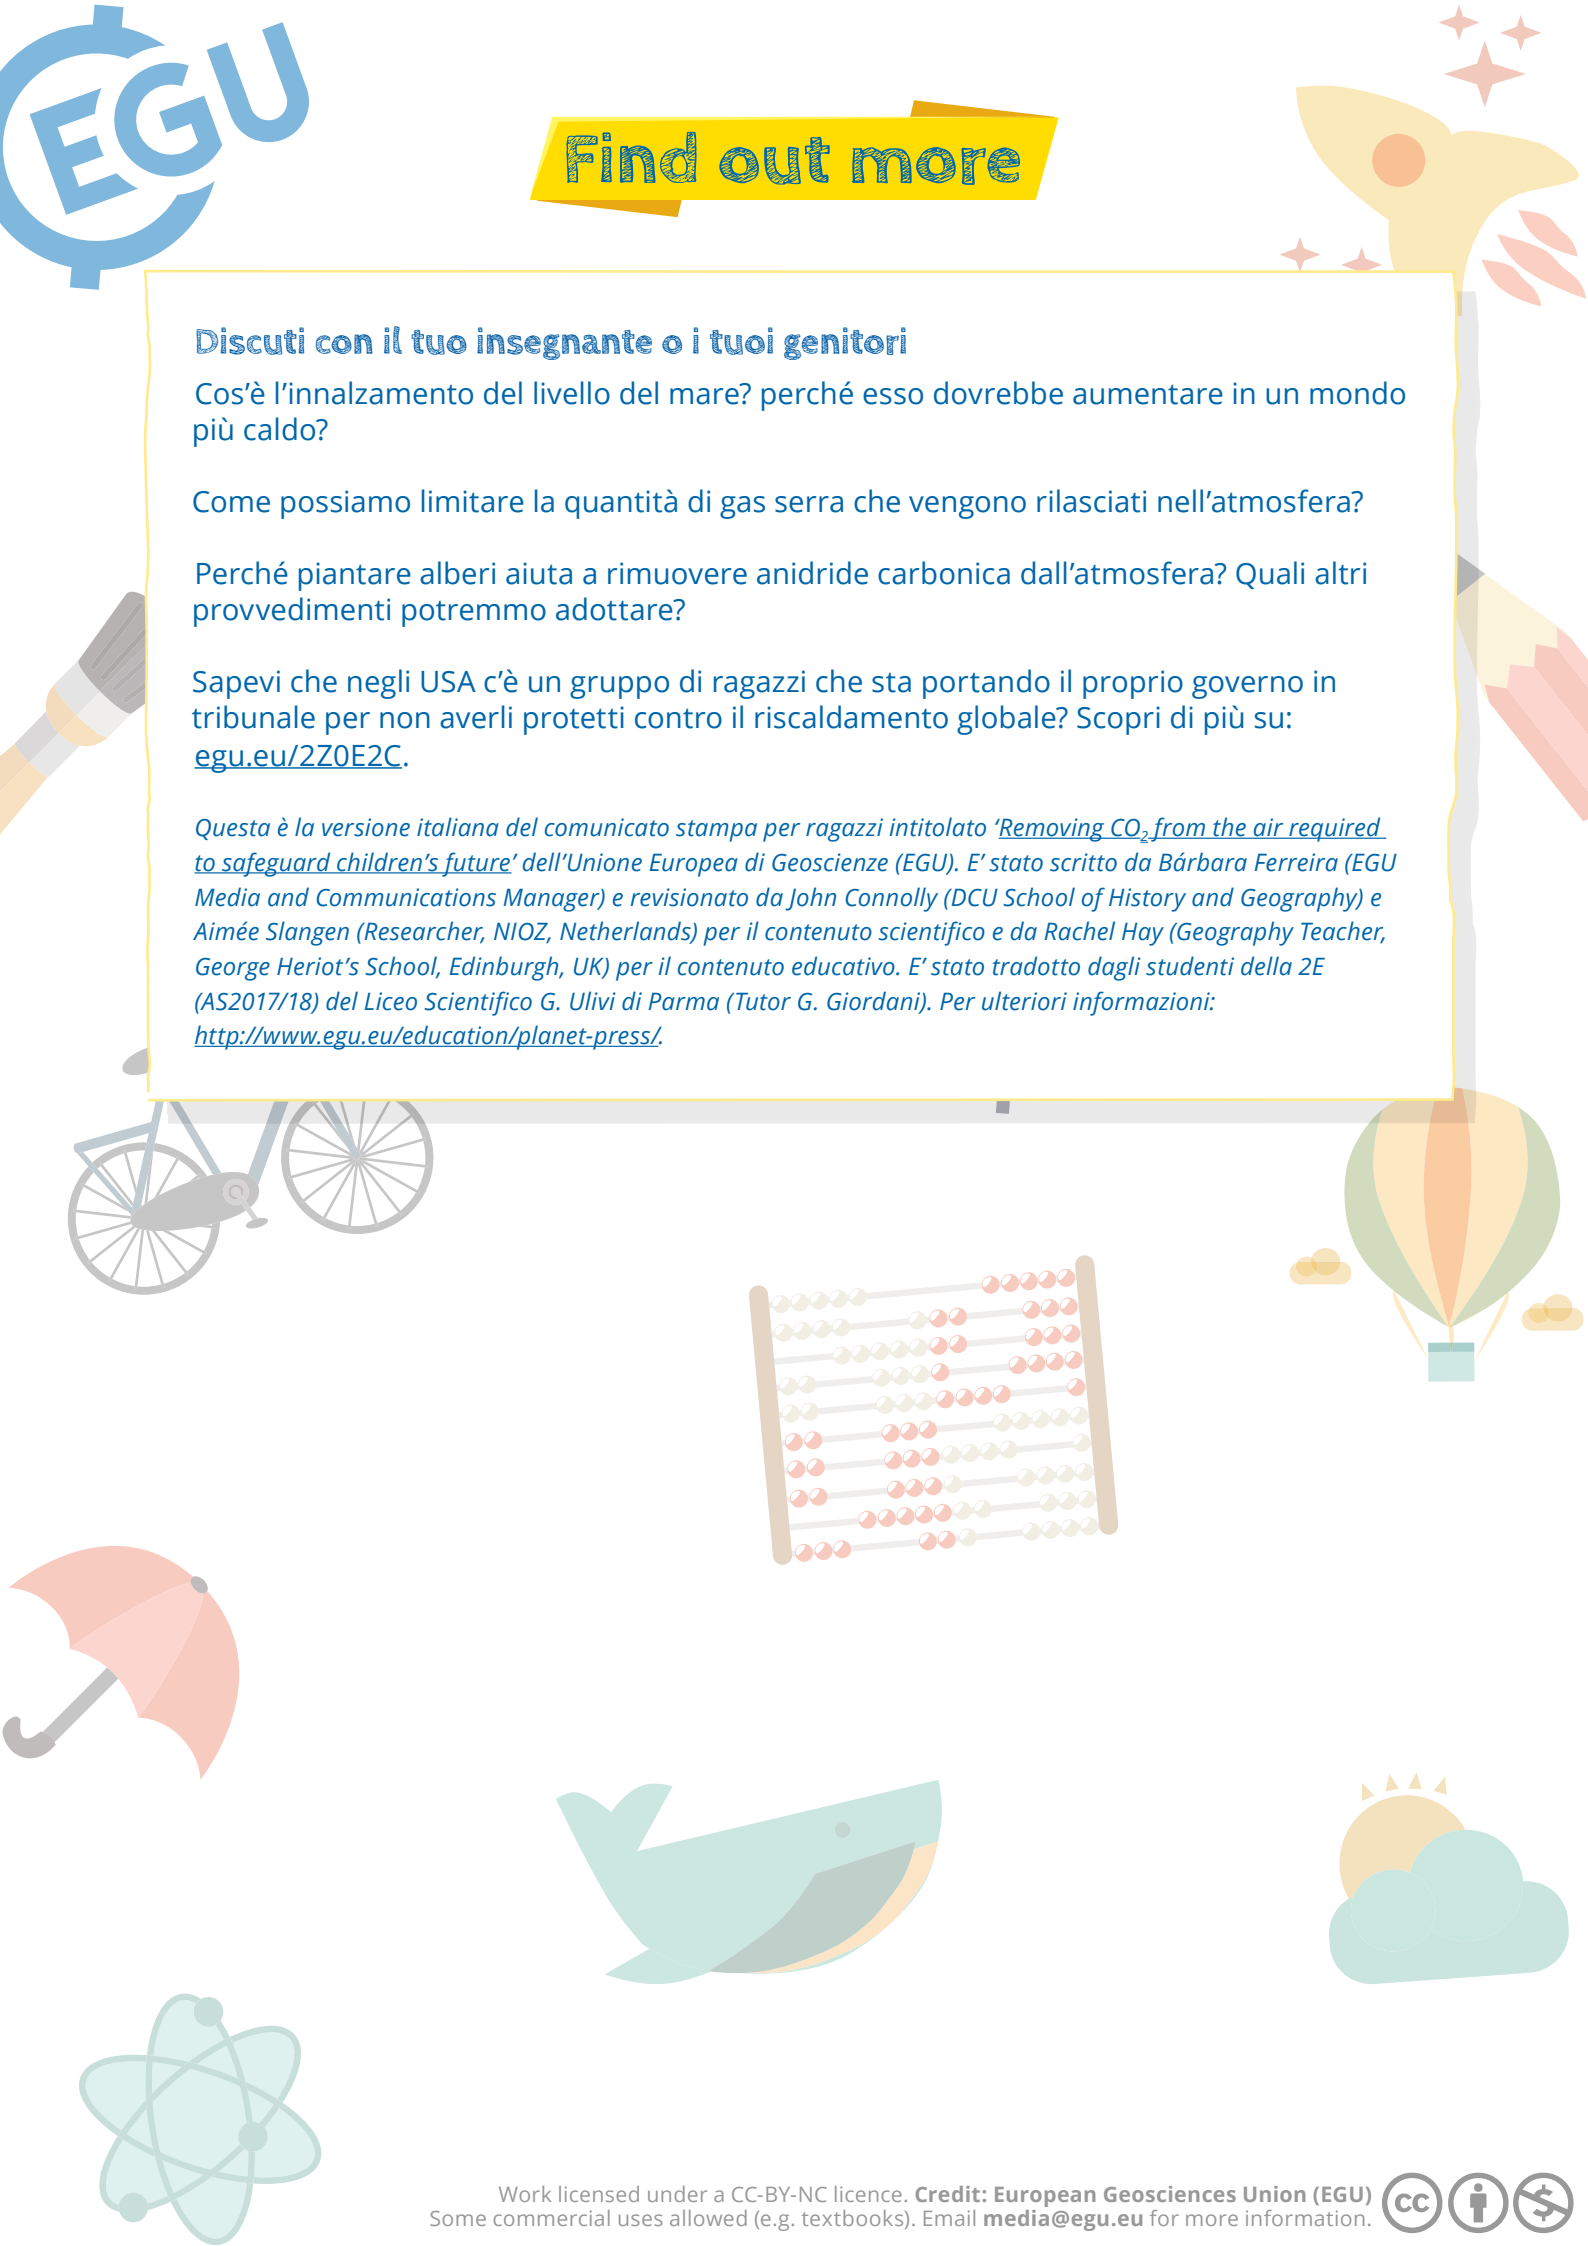 EGU
Find out more
Discuti con il tuo insegnante o i tuoi genitori
Cos’è l’innalzamento del livello del mare? perché esso dovrebbe aumentare in un mondo
più caldo?
Come possiamo limitare la quantità di gas serra che vengono rilasciati nell’atmosfera?
Perché piantare alberi aiuta a rimuovere anidride carbonica dall’atmosfera? Quali altri
provvedimenti potremmo adottare?
Sapevi che negli USA c’è un gruppo di ragazzi che sta portando il proprio governo in
tribunale per non averli protetti contro il riscaldamento globale? Scopri di più su:
egu.eu/2Z0E2C.
Questa è la versione italiana del comunicato stampa per ragazzi intitolato ‘Removing CO₂ from the air required
to safeguard children’s future’ dell’Unione Europea di Geoscienze (EGU). E’ stato scritto da Bárbara Ferreira (EGU
Media and Communications Manager) e revisionato da John Connolly (DCU School of History and Geography) e
Aimée Slangen (Researcher, NIOZ, Netherlands) per il contenuto scientifico e da Rachel Hay (Geography Teacher,
George Heriot’s School, Edinburgh, UK) per il contenuto educativo. E’ stato tradotto dagli studenti della 2E
(AS2017/18) del Liceo Scientifico G. Ulivi di Parma (Tutor G. Giordani). Per ulteriori informazioni:
http://www.egu.eu/education/planet-press/.
Work licensed under a CC-BY-NC licence. Credit: European Geosciences Union (EGU)
Some commercial uses allowed (e.g. textbooks). Email media@egu.eu for more information.
cc